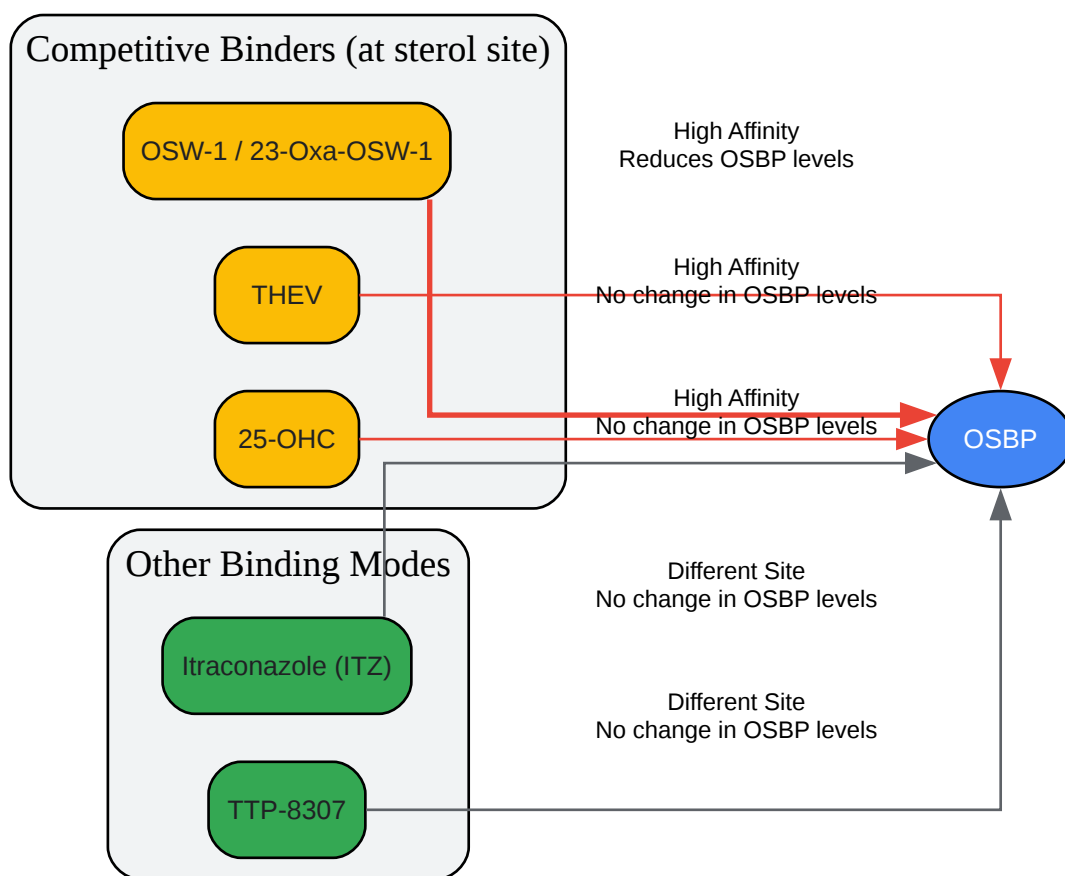 Competitive Binders (at sterol site)
OSW-1 / 23-Oxa-OSW-1
High Affinity
Reduces OSBP levels
THEV
High Affinity
No change in OSBP levels
25-OHC
High Affinity
No change in OSBP levels
OSBP
Other Binding Modes
Itraconazole (ITZ)
Different Site
No change in OSBP levels
TTP-8307
Different Site
No change in OSBP levels